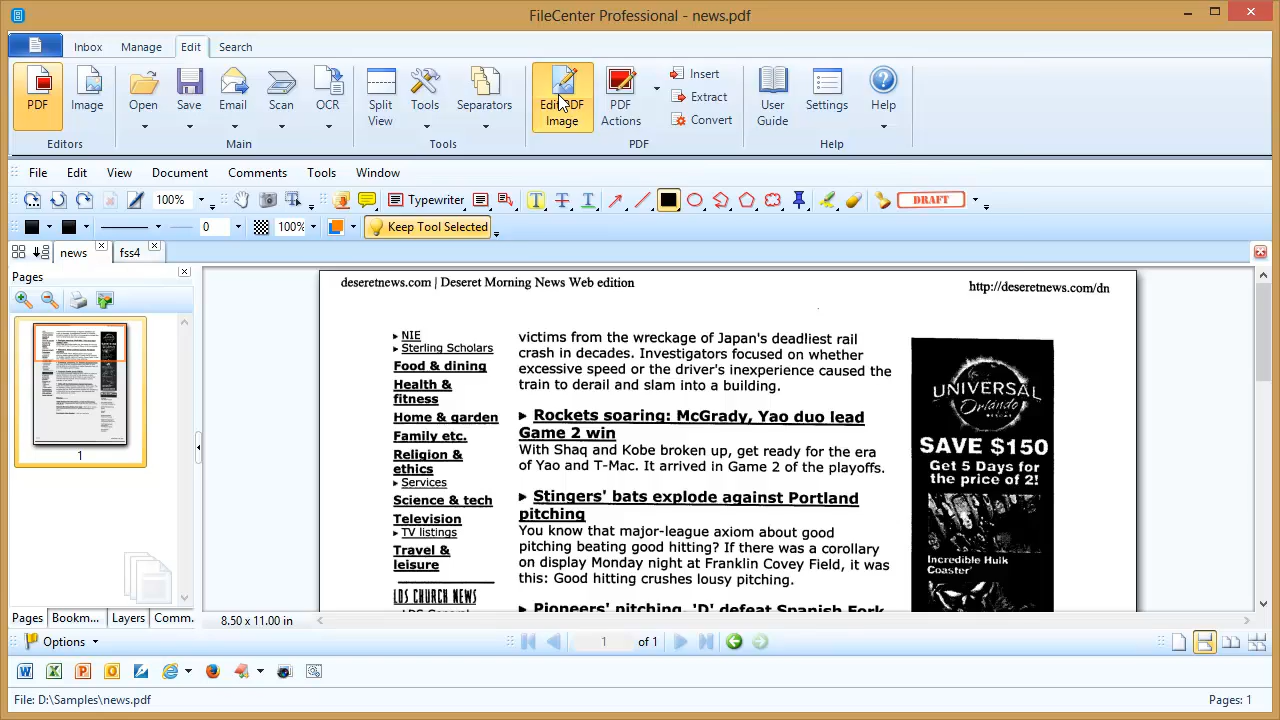 FileCenter Professional - news.pdf
Inbox Manage Edit Search
PDF Image Open Save Email Scan OCR Split View Tools Separators Edit PDF Image PDF Actions Insert Extract Convert User Guide Settings Help
Editors Main Tools PDF Help
File Edit View Document Comments Tools Window
100% Typewriter T T T DRAFT
0 100% Keep Tool Selected
news fss4
Pages
1
Pages Bookm... Layers Comm.
deseretnews.com | Deseret Morning News Web edition
http://deseretnews.com/dn
NIE
Sterling Scholars
Food & dining
Health &
fitness
Home & garden
Family etc.
Religion &
ethics
Services
Science & tech
Television
TV listings
Travel &
leisure
LDS CHURCH NEWS
victims from the wreckage of Japan's deadliest rail
crash in decades. Investigators focused on whether
excessive speed or the driver's inexperience caused the
train to derail and slam into a building.
Rockets soaring: McGrady, Yao duo lead
Game 2 win
With Shaq and Kobe broken up, get ready for the era
of Yao and T-Mac. It arrived in Game 2 of the playoffs.
Stingers' bats explode against Portland
pitching
You know that major-league axiom about good
pitching beating good hitting? If there was a corollary
on display Monday night at Franklin Covey Field, it was
this: Good hitting crushes lousy pitching.
Pioneers' pitching, 'D' defeat Spanish Fork
UNIVERSAL
Orlando
SAVE $150
Get 5 Days for
the price of 2!
Incredible Hulk
Coaster
8.50 x 11.00 in
Options 1 of 1
File: D:\Samples\news.pdf Pages: 1